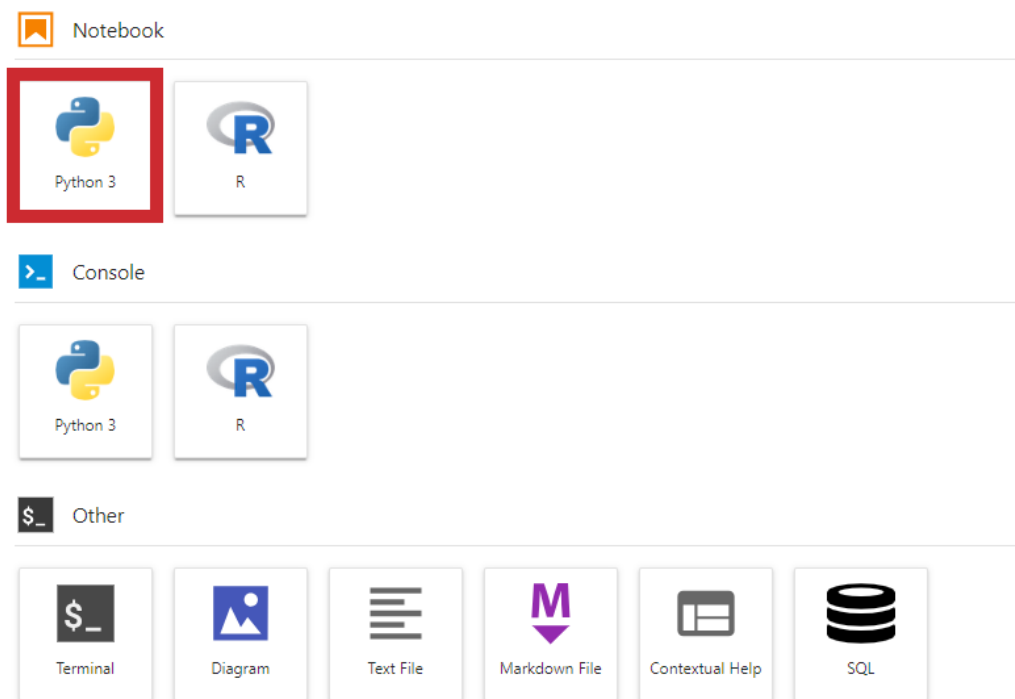 Notebook
Python 3
R
Console
Python 3
R
$_ Other
$_
M
Terminal
Diagram
Text File
Markdown File
Contextual Help
SQL